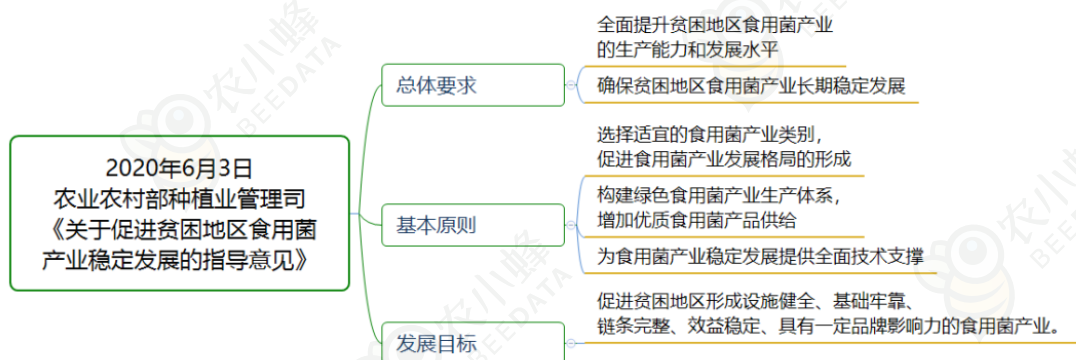 2020年6月3日
农业农村部种植业管理司
《关于促进贫困地区食用菌
产业稳定发展的指导意见》
总体要求
全面提升贫困地区食用菌产业
的生产能力和发展水平
确保贫困地区食用菌产业长期稳定发展
基本原则
选择适宜的食用菌产业类别，
促进食用菌产业发展格局的形成
构建绿色食用菌产业生产体系，
增加优质食用菌产品供给
为食用菌产业稳定发展提供全面技术支撑
发展目标
促进贫困地区形成设施健全、基础牢靠、
链条完整、效益稳定、具有一定品牌影响力的食用菌产业。
农小蜂
BEEDATA
农小蜂
BEEDATA
农小蜂
BEEDATA